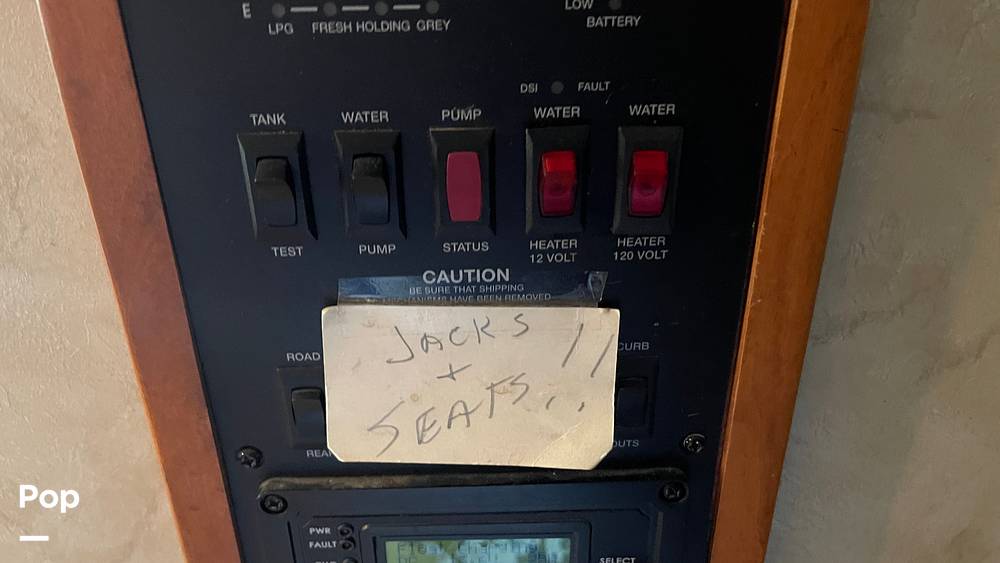 E
LOW
LPG FRESH HOLDING GREY
BATTERY
DSI FAULT
TANK WATER PUMP WATER WATER
TEST PUMP STATUS HEATER 12 VOLT HEATER 120 VOLT
CAUTION
BE SURE THAT SHIPPING
HAVE BEEN REMOVED
JACKS !!
+
SEATS..
ROAD
CURB
REAR
OUTS
Pop
PWR
FAULT
Float Charging
SELECT